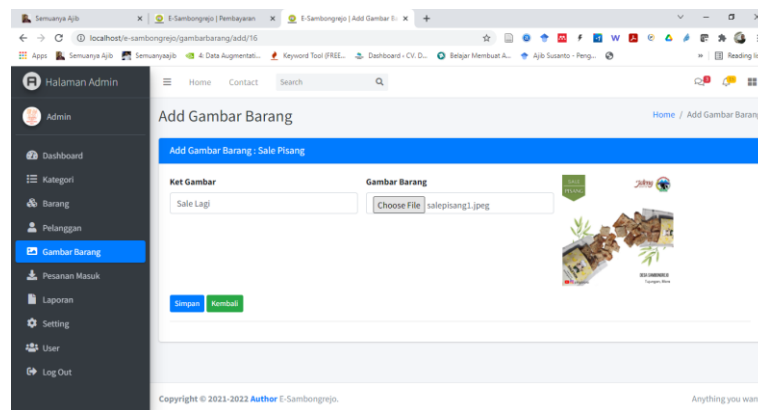 Semuanya Ajib
E-Sambongrejo | Pembayaran
E-Sambongrejo | Add Gambar B
localhost/e-sambongrejo/gambarbarang/add/16
Apps
Semuanya Ajib
Semuanyaajib
4: Data Augmentati...
Keyword Tool (FREE...
Dashboard ‹ CV. D...
Belajar Membuat A...
Ajib Susanto - Peng...
Reading li
Halaman Admin
Home
Contact
Search
Admin
Add Gambar Barang
Home / Add Gambar Barang
Dashboard
Kategori
Barang
Pelanggan
Gambar Barang
Pesanan Masuk
Laporan
Setting
User
Log Out
Add Gambar Barang : Sale Pisang
Ket Gambar
Gambar Barang
Sale Lagi
Choose File salepisang1.jpeg
SALE
PISANG
DESA SAMBONGREJO
Simpan
Kembali
Copyright © 2021-2022 Author E-Sambongrejo.
Anything you wan